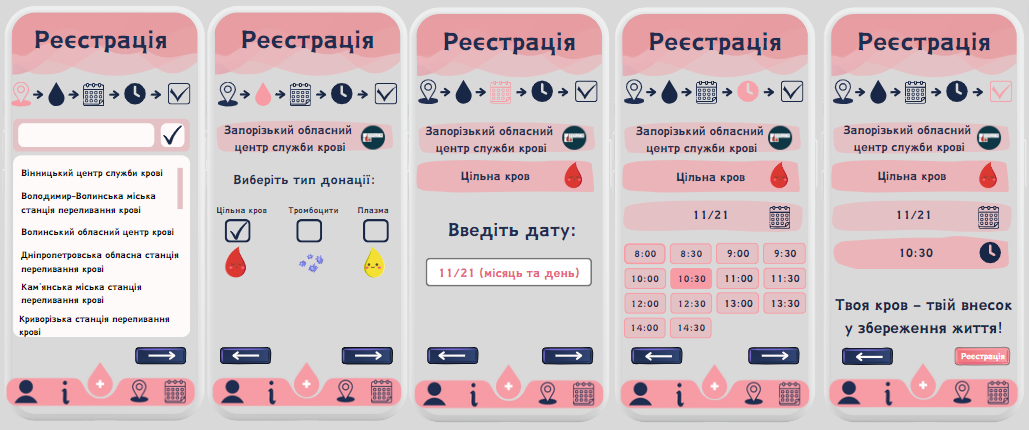 Реєстрація
Вінницький центр служби крові
Володимир-Волинська міська
станція переливання крові
Волинський обласний центр крові
Дніпропетровська обласна станція
переливання крові
Кам'янська міська станція
переливання крові
Криворізька станція переливання
крові
Реєстрація
Запорізький обласний
центр служби крові
Виберіть тип донації:
Цільна кров Тромбоцити Плазма
Реєстрація
Запорізький обласний
центр служби крові
Цільна кров
Введіть дату:
11/21 (місяць та день)
Реєстрація
Запорізький обласний
центр служби крові
Цільна кров
11/21
8:00 8:30 9:00 9:30
10:00 10:30 11:00 11:30
12:00 12:30 13:00 13:30
14:00 14:30
Реєстрація
Запорізький обласний
центр служби крові
Цільна кров
11/21
10:30
Твоя кров – твій внесок
у збереження життя!
Реєстрація